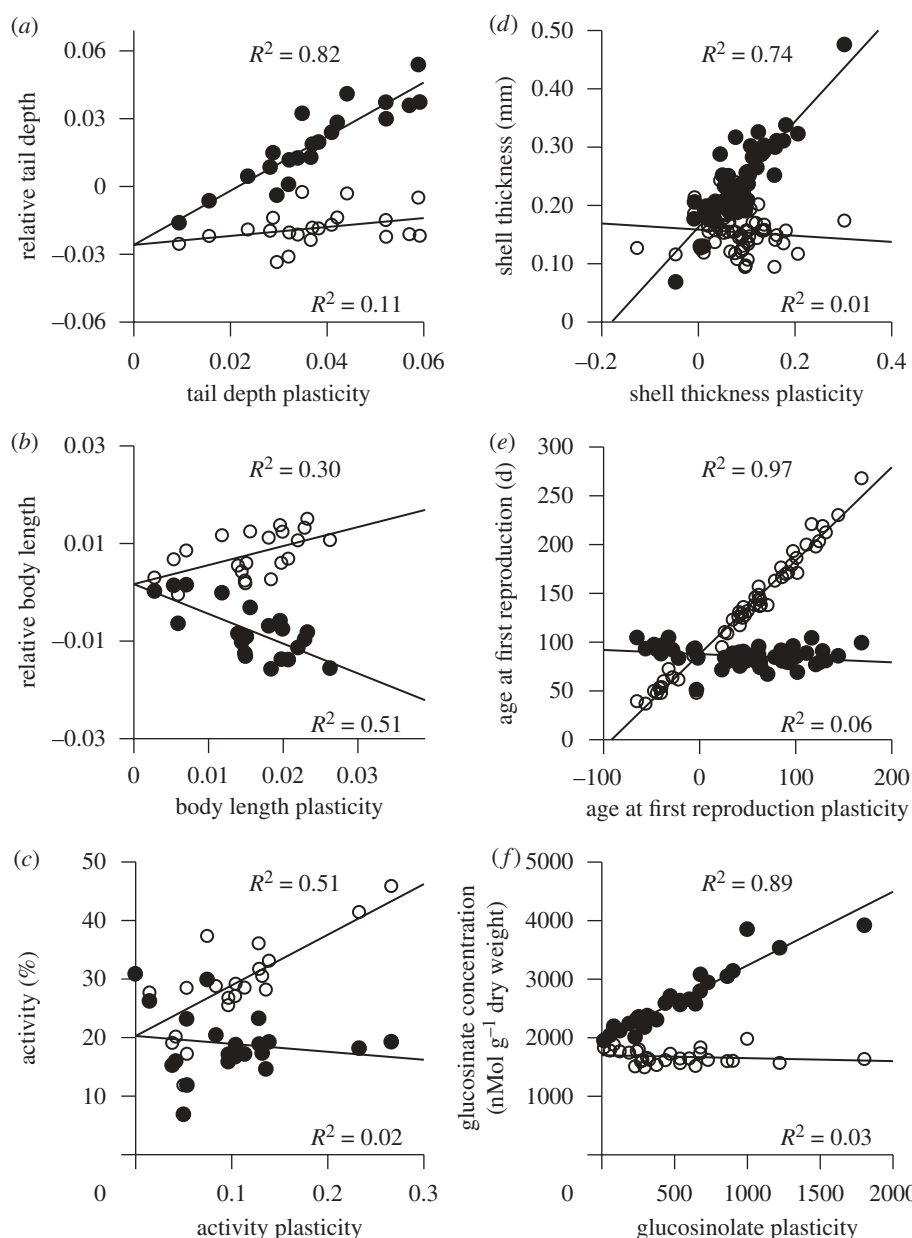 (a)
0.06
0.03
0
−0.03
−0.06
relative tail depth
R² = 0.82
R² = 0.11
0 0.02 0.04 0.06
tail depth plasticity
(d)
0.50
0.40
0.30
0.20
0.10
0
shell thickness (mm)
R² = 0.74
R² = 0.01
−0.2 0 0.2 0.4
shell thickness plasticity
(b)
0.03
0.01
−0.01
−0.03
relative body length
R² = 0.30
R² = 0.51
0 0.01 0.02 0.03
body length plasticity
(e)
300
250
200
150
100
50
0
age at first reproduction (d)
R² = 0.97
R² = 0.06
−100 0 100 200
age at first reproduction plasticity
(c)
50
40
30
20
10
activity (%)
R² = 0.51
R² = 0.02
0 0.1 0.2 0.3
activity plasticity
(f)
5000
4000
3000
2000
1000
glucosinate concentration
(nMol g⁻¹ dry weight)
R² = 0.89
R² = 0.03
0 500 1000 1500 2000
glucosinolate plasticity